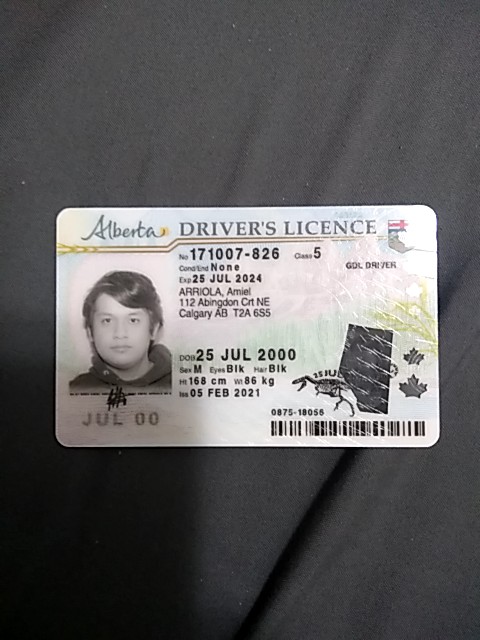 Alberta DRIVER'S LICENCE
No 171007-826 Class 5
Cond/End None GDL DRIVER
Exp 25 JUL 2024
ARRIOLA, Amiel
112 Abingdon Crt NE
Calgary AB T2A 6S5
DOB 25 JUL 2000
Sex M Eyes Blk Hair Blk
Ht 168 cm Wt 86 kg
Iss 05 FEB 2021
25 JU
JUL 00
0875-18056